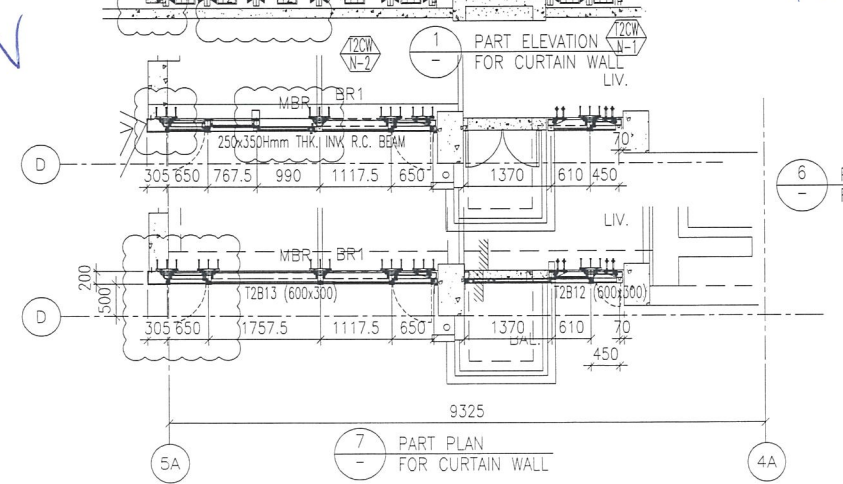 T2CW
N-2
1
-
PART ELEVATION
FOR CURTAIN WALL
T2CW
N-1
LIV.
MBR BR1
250x350Hmm THK. INV. R.C. BEAM
70
D
305 650 767.5 990 1117.5 650 1370 610 450
6
-
LIV.
MBR BR1
200
500
T2B13 (600x300)
T2B12 (600x300)
D
305 650 1757.5 1117.5 650 1370 610 70
BAL.
450
9325
7
-
PART PLAN
FOR CURTAIN WALL
5A
4A